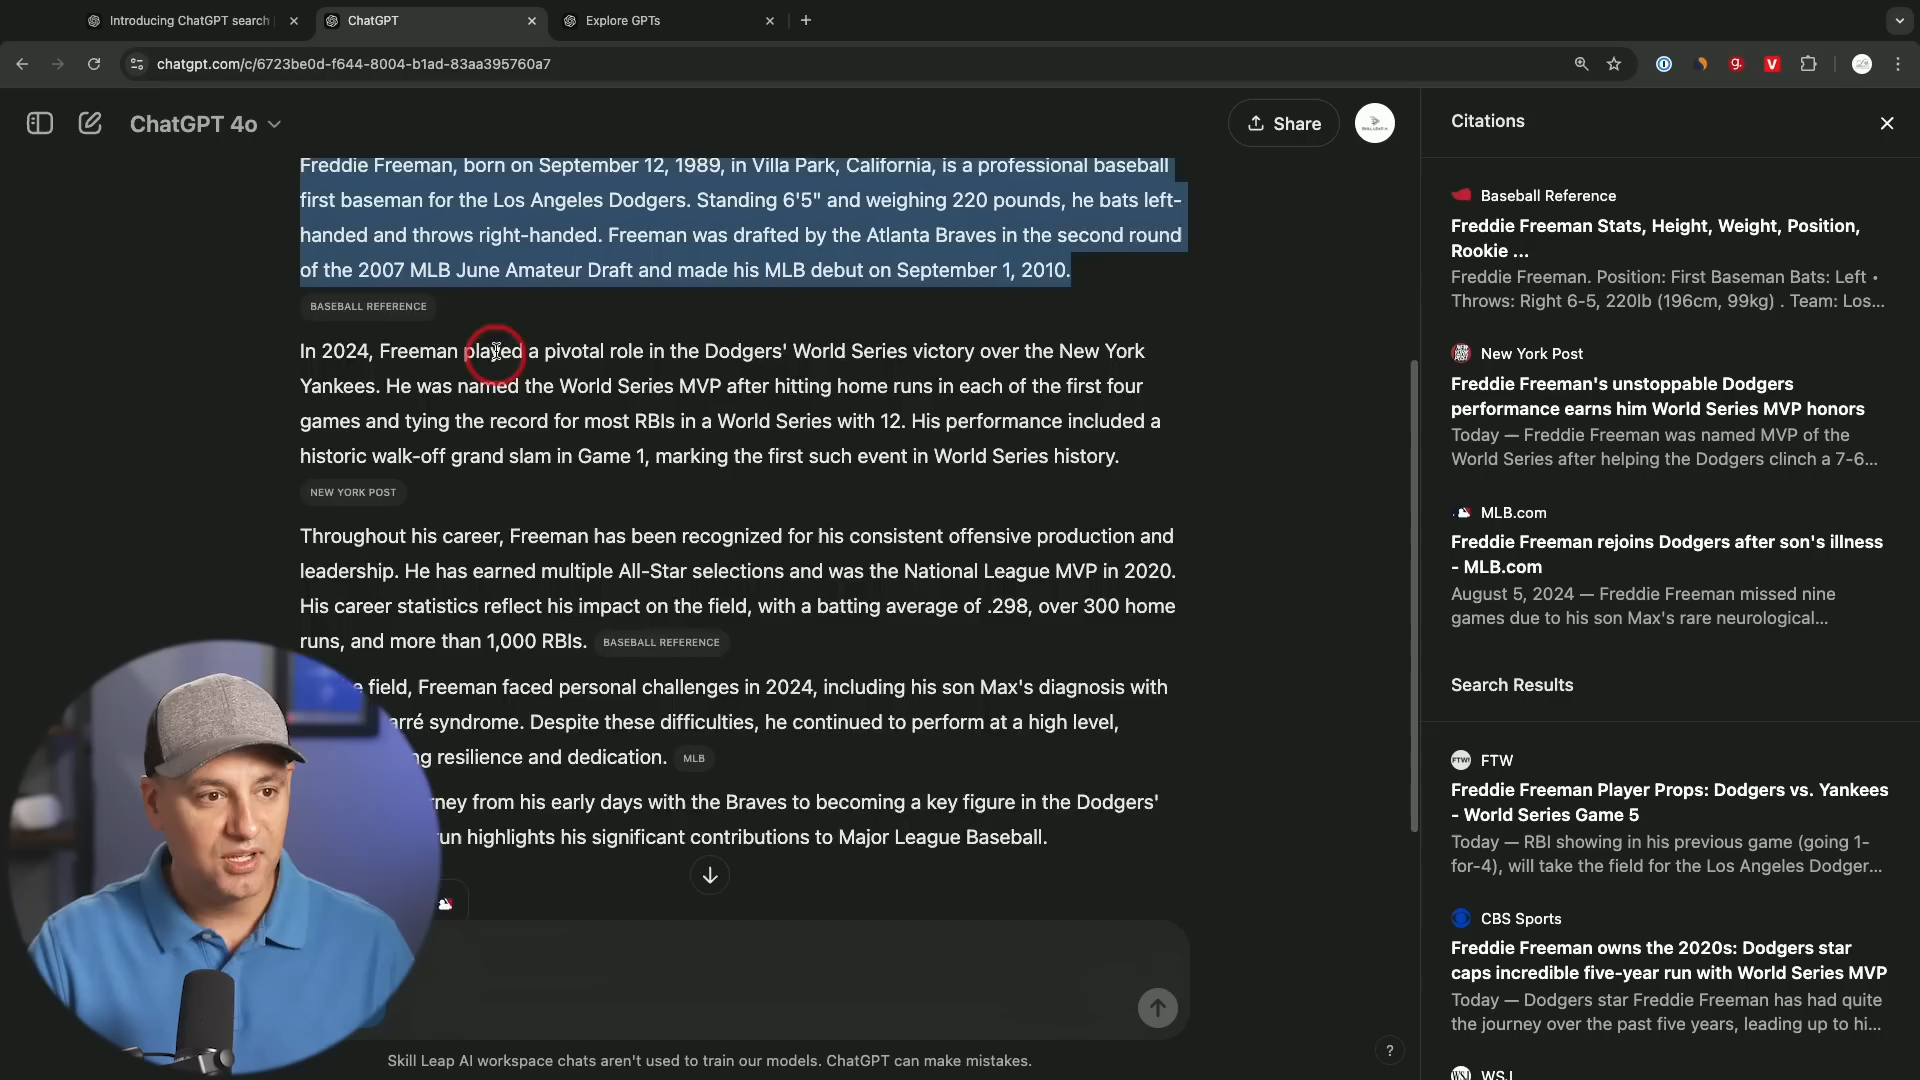 Introducing ChatGPT search
ChatGPT
Explore GPTs
chatgpt.com/c/6723be0d-f644-8004-b1ad-83aa395760a7
ChatGPT 4o
Share
Freddie Freeman, born on September 12, 1989, in Villa Park, California, is a professional baseball
first baseman for the Los Angeles Dodgers. Standing 6'5" and weighing 220 pounds, he bats left-
handed and throws right-handed. Freeman was drafted by the Atlanta Braves in the second round
of the 2007 MLB June Amateur Draft and made his MLB debut on September 1, 2010.
BASEBALL REFERENCE
In 2024, Freeman played a pivotal role in the Dodgers' World Series victory over the New York
Yankees. He was named the World Series MVP after hitting home runs in each of the first four
games and tying the record for most RBIs in a World Series with 12. His performance included a
historic walk-off grand slam in Game 1, marking the first such event in World Series history.
NEW YORK POST
Throughout his career, Freeman has been recognized for his consistent offensive production and
leadership. He has earned multiple All-Star selections and was the National League MVP in 2020.
His career statistics reflect his impact on the field, with a batting average of .298, over 300 home
runs, and more than 1,000 RBIs. BASEBALL REFERENCE
field, Freeman faced personal challenges in 2024, including his son Max's diagnosis with
arré syndrome. Despite these difficulties, he continued to perform at a high level,
ng resilience and dedication. MLB
rney from his early days with the Braves to becoming a key figure in the Dodgers'
run highlights his significant contributions to Major League Baseball.
Skill Leap AI workspace chats aren't used to train our models. ChatGPT can make mistakes.
?
Citations
Baseball Reference
Freddie Freeman Stats, Height, Weight, Position,
Rookie ...
Freddie Freeman. Position: First Baseman Bats: Left •
Throws: Right 6-5, 220lb (196cm, 99kg) . Team: Los...
New York Post
Freddie Freeman's unstoppable Dodgers
performance earns him World Series MVP honors
Today — Freddie Freeman was named MVP of the
World Series after helping the Dodgers clinch a 7-6...
MLB.com
Freddie Freeman rejoins Dodgers after son's illness
- MLB.com
August 5, 2024 — Freddie Freeman missed nine
games due to his son Max's rare neurological...
Search Results
FTW
Freddie Freeman Player Props: Dodgers vs. Yankees
- World Series Game 5
Today — RBI showing in his previous game (going 1-
for-4), will take the field for the Los Angeles Dodger...
CBS Sports
Freddie Freeman owns the 2020s: Dodgers star
caps incredible five-year run with World Series MVP
Today — Dodgers star Freddie Freeman has had quite
the journey over the past five years, leading up to hi...
WSJ